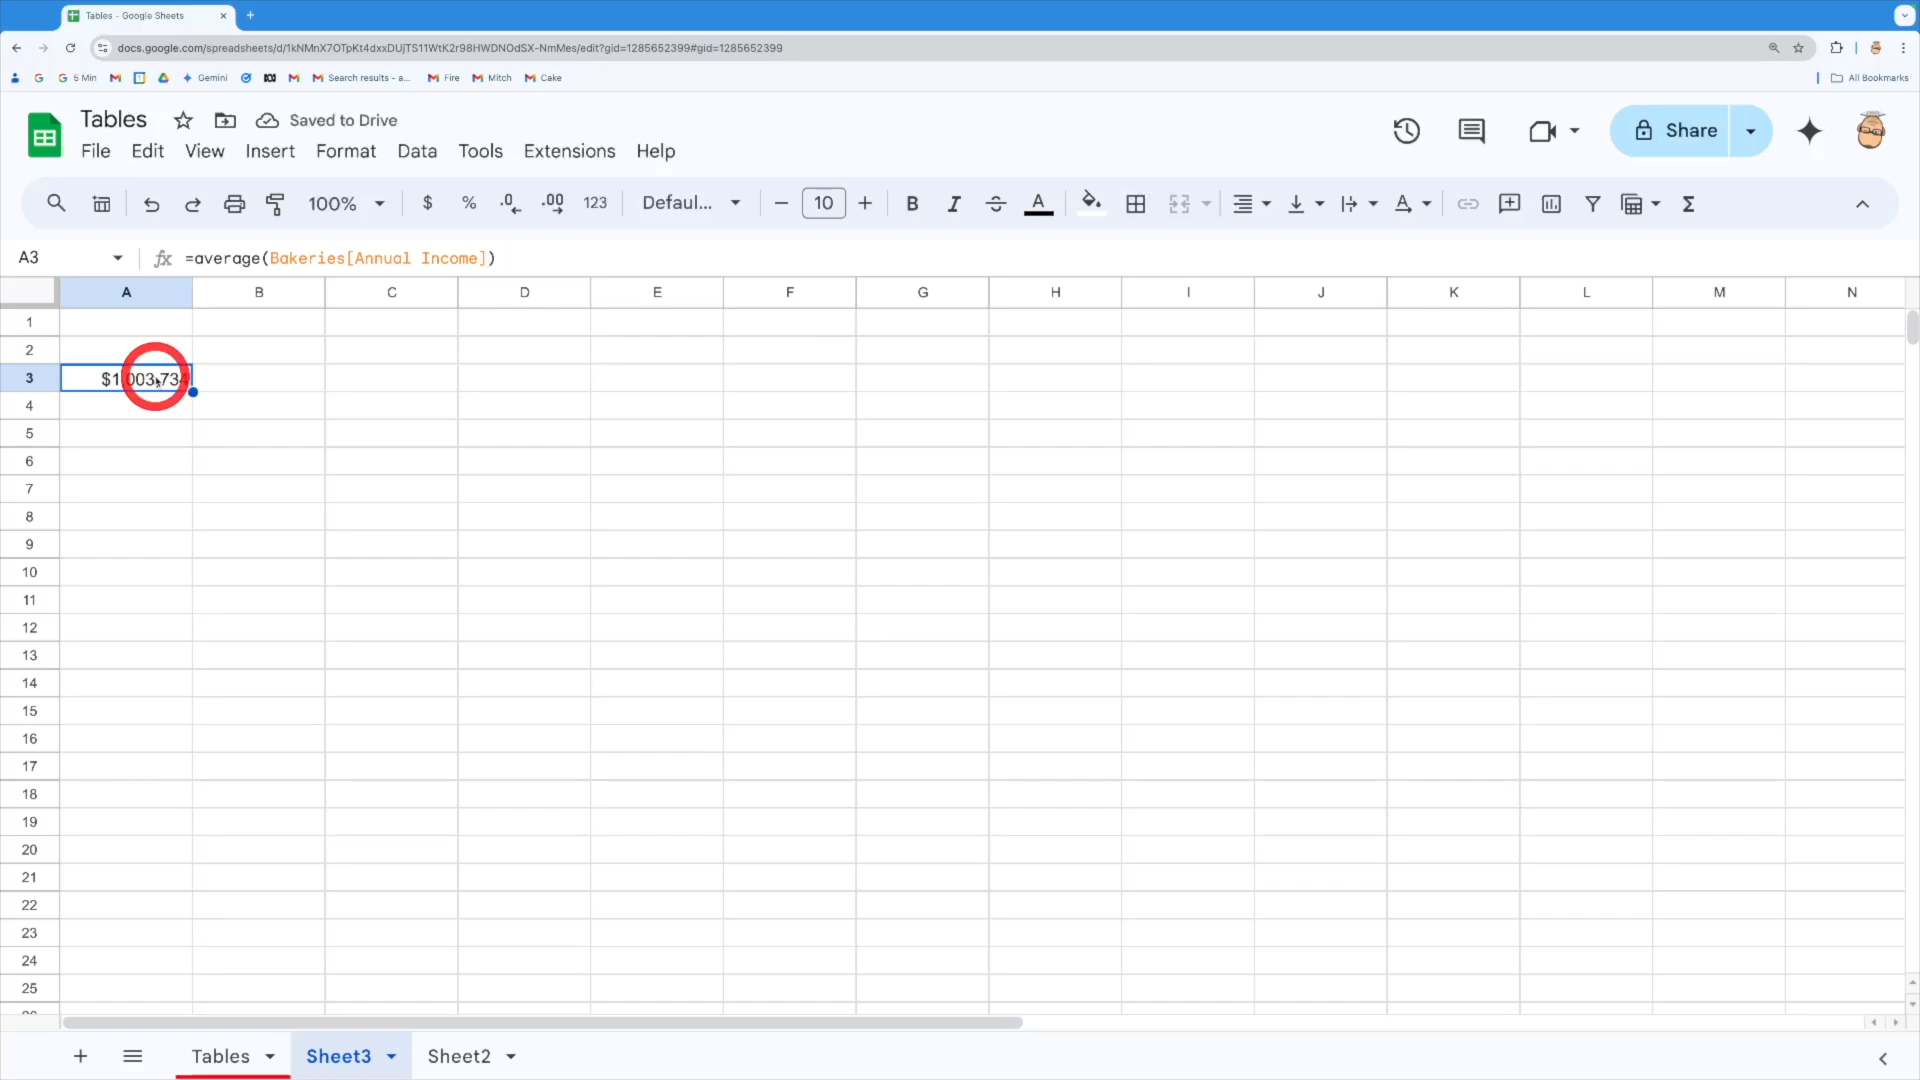 Tables - Google Sheets
docs.google.com/spreadsheets/d/1kNMnX7OTpKt4dxxDUjTS11WtK2r98HWDNOdSX-NmMes/edit?gid=1285652399#gid=1285652399
5 Min Gemini Search results - a... Fire Mitch Cake All Bookmarks
Tables Saved to Drive
File Edit View Insert Format Data Tools Extensions Help
Share
100% $ % .0 .00 123 Defaul... 10 B I A
A3 fx =average(Bakeries[Annual Income])
A B C D E F G H I J K L M N
1
2
3 $1,003,734
4
5
6
7
8
9
10
11
12
13
14
15
16
17
18
19
20
21
22
23
24
25
Tables Sheet3 Sheet2